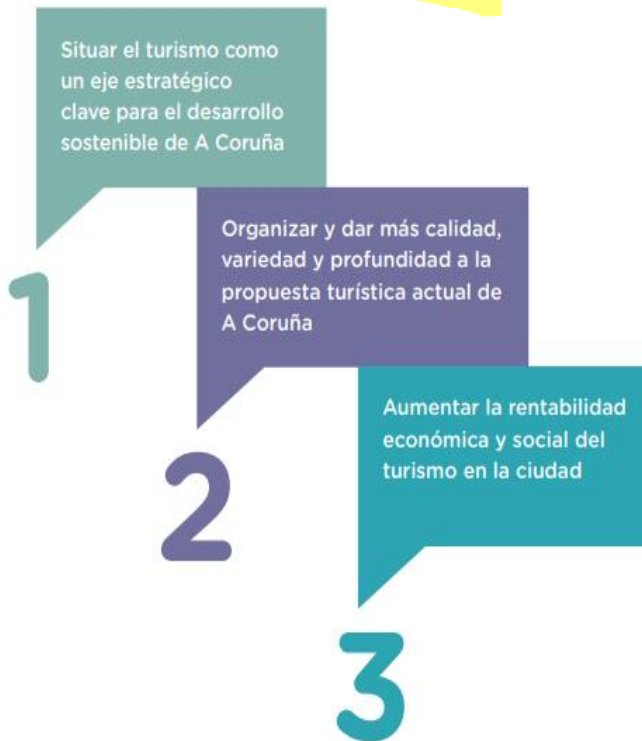 Situar el turismo como
un eje estratégico
clave para el desarrollo
sostenible de A Coruña
1
Organizar y dar más calidad,
variedad y profundidad a la
propuesta turística actual de
A Coruña
2
Aumentar la rentabilidad
económica y social del
turismo en la ciudad
3